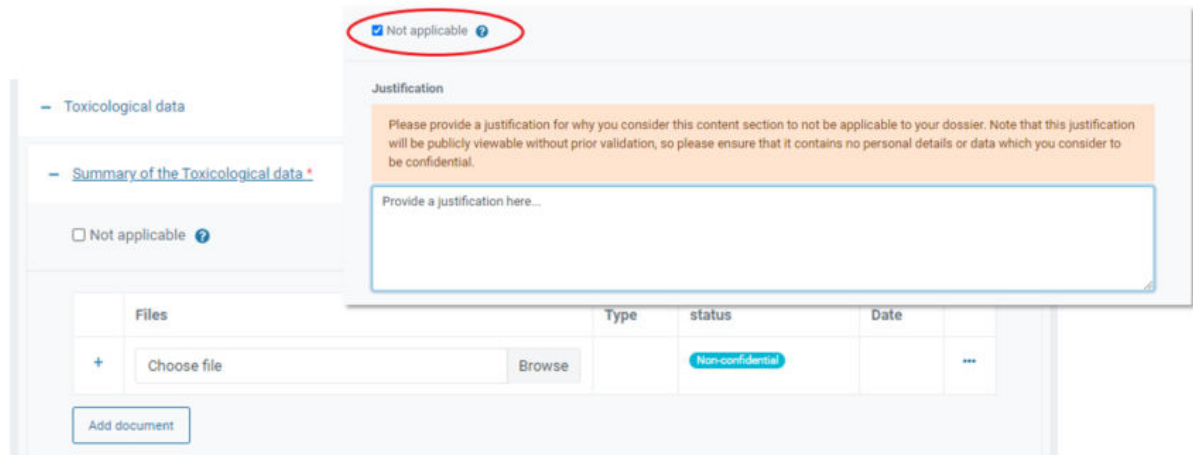 Not applicable
Justification
Please provide a justification for why you consider this content section to not be applicable to your dossier. Note that this justification
will be publicly viewable without prior validation, so please ensure that it contains no personal details or data which you consider to
be confidential.
Provide a justification here...
Toxicological data
Summary of the Toxicological data *
Not applicable
Files Type status Date
Choose file Browse Non-confidential
Add document